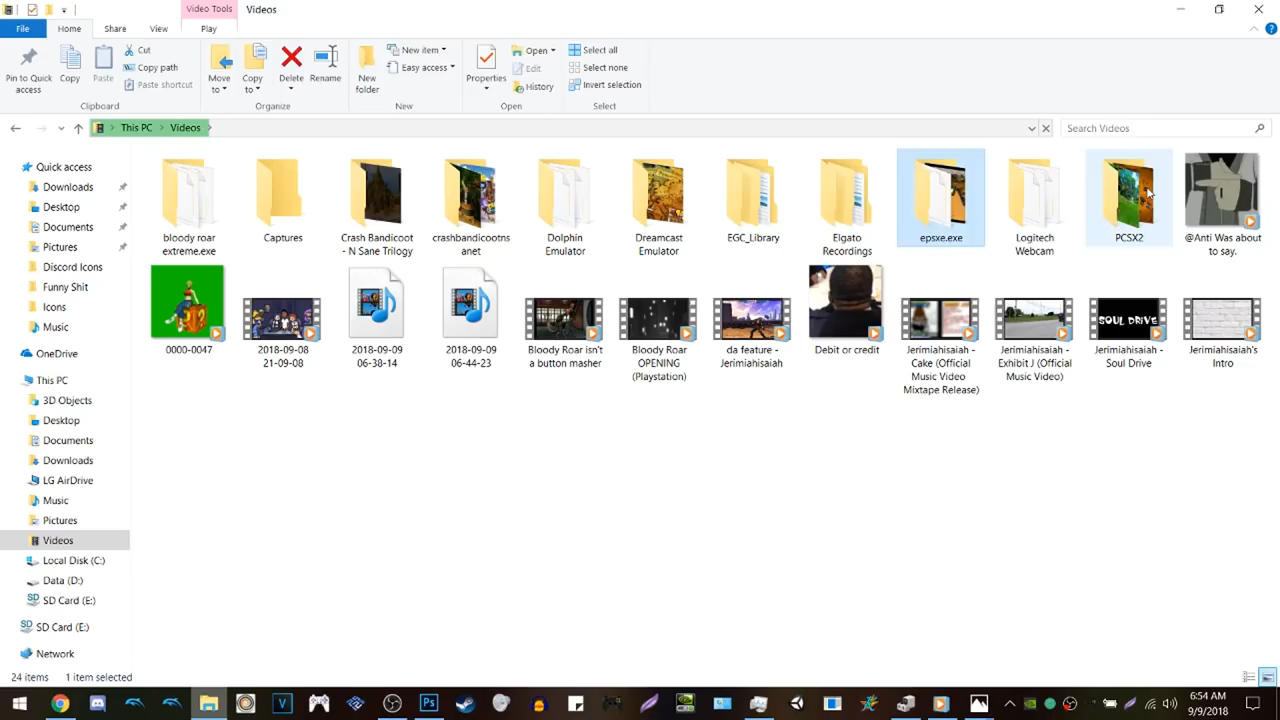 Video Tools Videos
File Home Share View Play
Pin to Quick access
Copy
Paste
Cut
Copy path
Paste shortcut
Clipboard
Move to
Copy to
Delete
Rename
Organize
New folder
New item
Easy access
New
Properties
Open
Edit
History
Open
Select all
Select none
Invert selection
Select
This PC Videos
Search Videos
Quick access
Downloads
Desktop
Documents
Pictures
Discord Icons
Funny Shit
Icons
Music
OneDrive
This PC
3D Objects
Desktop
Documents
Downloads
LG AirDrive
Music
Pictures
Videos
Local Disk (C:)
Data (D:)
SD Card (E:)
SD Card (E:)
Network
bloody roar
extreme.exe
Captures
Crash Bandicoot
- N Sane Trilogy
crashbandicootns
anet
Dolphin
Emulator
Dreamcast
Emulator
EGC_Library
Elgato
Recordings
epsxe.exe
Logitech
Webcam
PCSX2
@Anti Was about
to say.
0000-0047
2018-09-08
21-09-08
2018-09-09
06-38-14
2018-09-09
06-44-23
Bloody Roar isn't
a button masher
Bloody Roar
OPENING
(Playstation)
da feature -
Jerimiahisaiah
Debit or credit
Jerimiahisaiah -
Cake (Official
Music Video
Mixtape Release)
Jerimiahisaiah -
Exhibit J (Official
Music Video)
SOUL DRIVE
Jerimiahisaiah -
Soul Drive
Jerimiahisaiah's
Intro
24 items 1 item selected
6:54 AM
9/9/2018